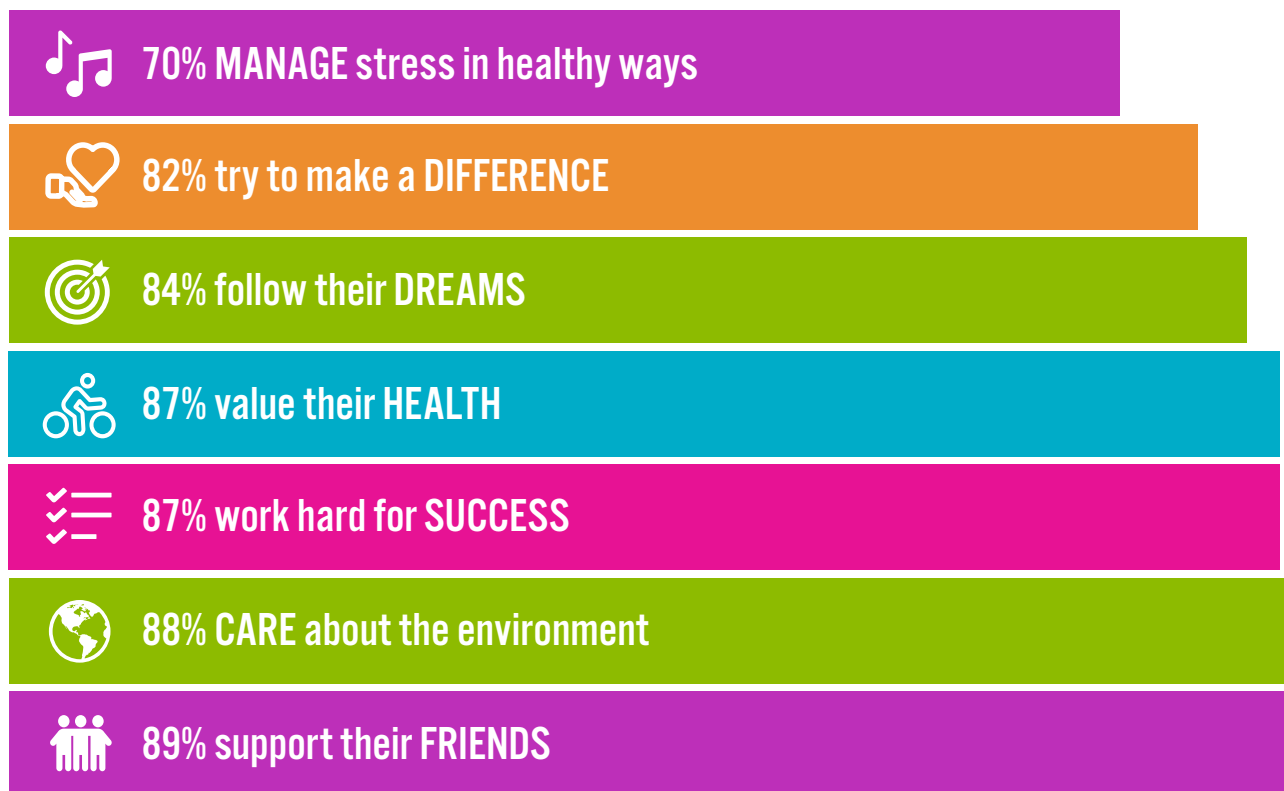 70% MANAGE stress in healthy ways
82% try to make a DIFFERENCE
84% follow their DREAMS
87% value their HEALTH
87% work hard for SUCCESS
88% CARE about the environment
89% support their FRIENDS